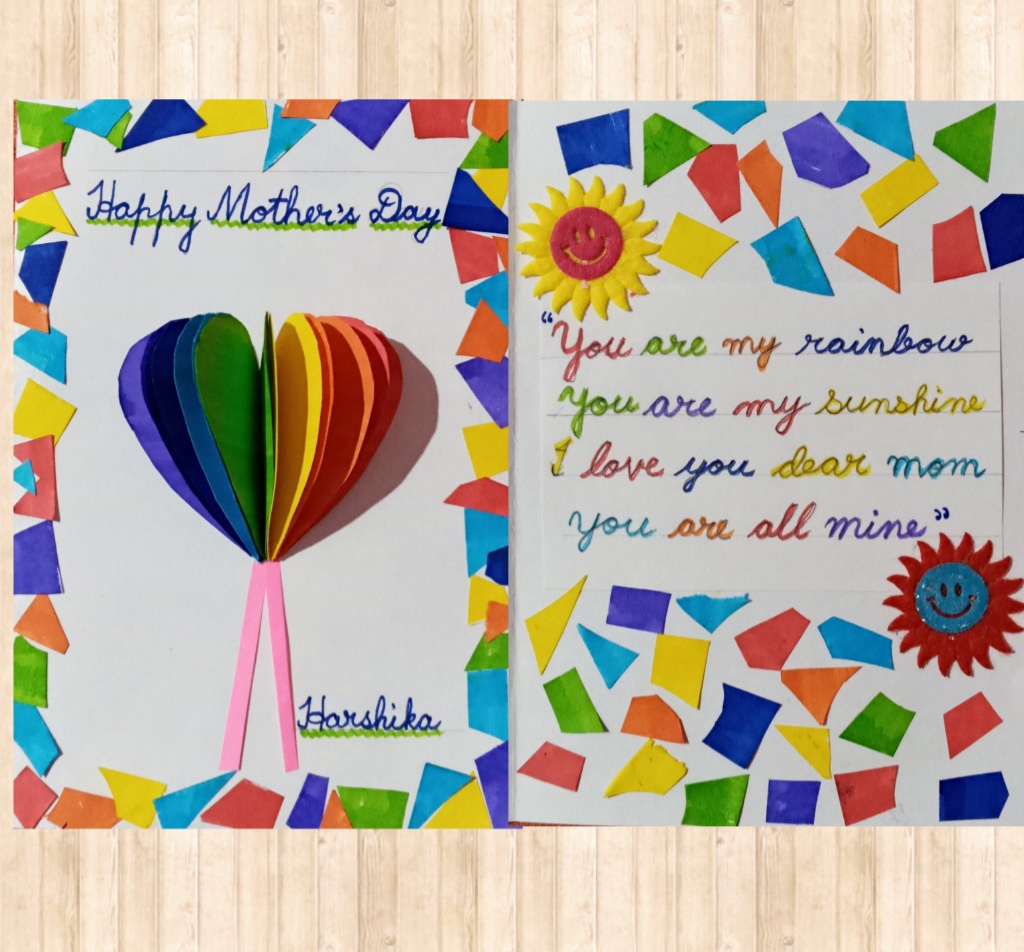 Happy Mother's Day
Harshika
"You are my rainbow
You are my sunshine
I love you dear mom
You are all mine"